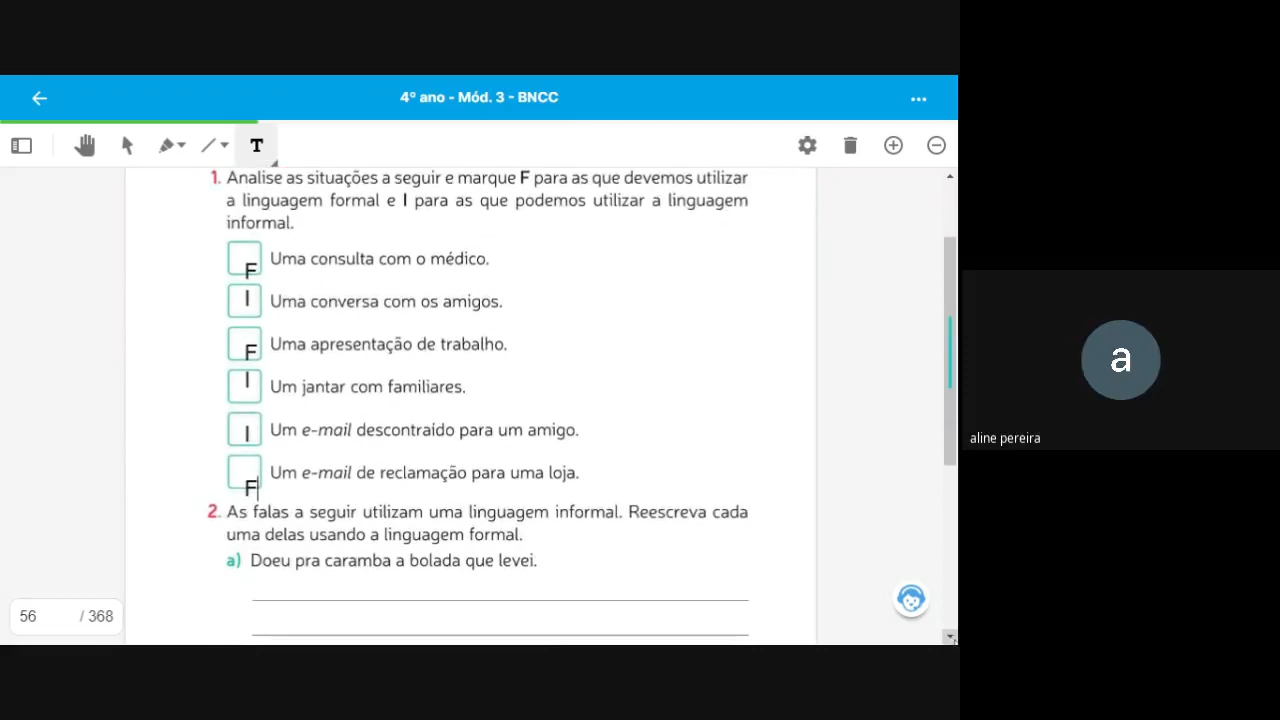 4º ano - Mód. 3 - BNCC
T
1. Analise as situações a seguir e marque F para as que devemos utilizar
a linguagem formal e I para as que podemos utilizar a linguagem
informal.
F Uma consulta com o médico.
I Uma conversa com os amigos.
F Uma apresentação de trabalho.
I Um jantar com familiares.
I Um e-mail descontraído para um amigo.
F Um e-mail de reclamação para uma loja.
2. As falas a seguir utilizam uma linguagem informal. Reescreva cada
uma delas usando a linguagem formal.
a) Doeu pra caramba a bolada que levei.
56 / 368
a
aline pereira